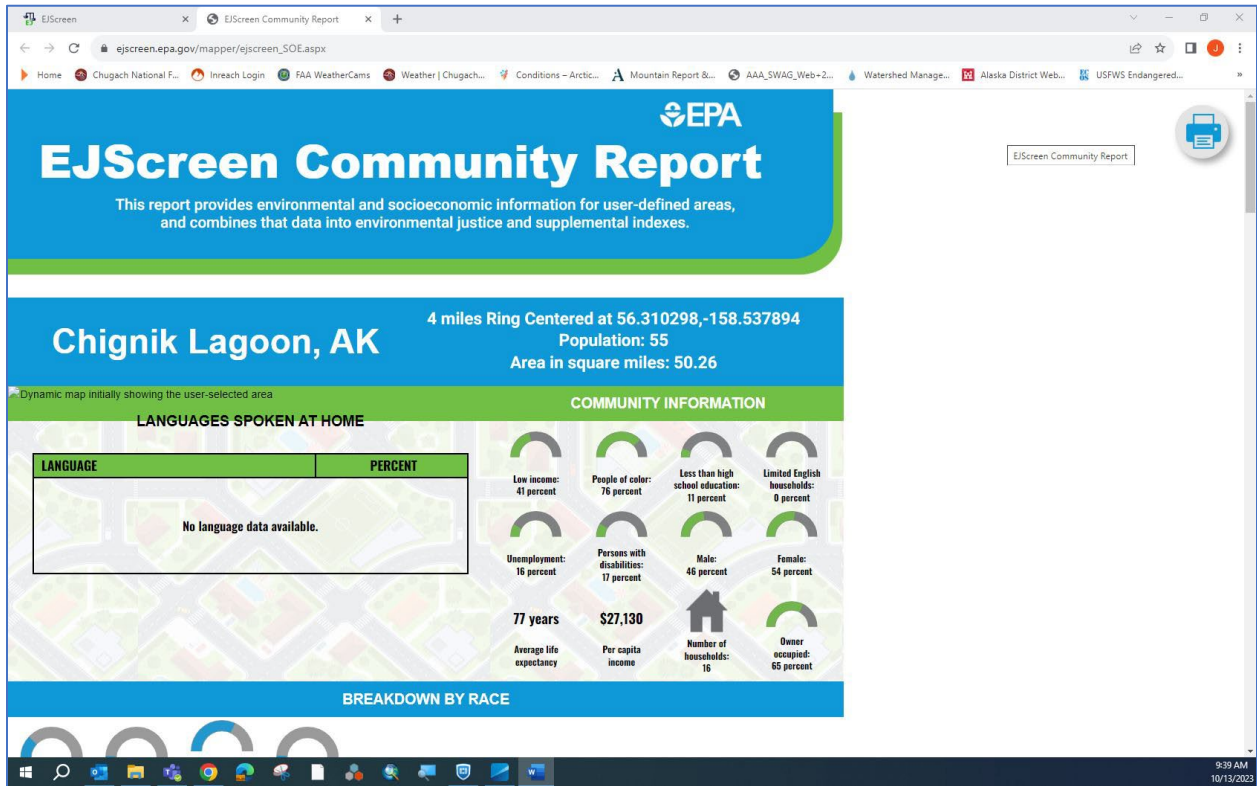 EJScreen
EJScreen Community Report
ejscreen.epa.gov/mapper/ejscreen_SOE.aspx
J
Home
Chugach National F...
Inreach Login
FAA WeatherCams
Weather | Chugach...
Conditions – Arctic...
Mountain Report &...
AAA_SWAG_Web+2...
Watershed Manage...
Alaska District Web...
USFWS Endangered...
»
EPA
EJScreen Community Report
This report provides environmental and socioeconomic information for user-defined areas,
and combines that data into environmental justice and supplemental indexes.
EJScreen Community Report
Chignik Lagoon, AK
4 miles Ring Centered at 56.310298,-158.537894
Population: 55
Area in square miles: 50.26
Dynamic map initially showing the user-selected area
LANGUAGES SPOKEN AT HOME
LANGUAGE PERCENT
No language data available.
COMMUNITY INFORMATION
Low income:
41 percent
People of color:
76 percent
Less than high
school education:
11 percent
Limited English
households:
0 percent
Unemployment:
16 percent
Persons with
disabilities:
17 percent
Male:
46 percent
Female:
54 percent
77 years
Average life
expectancy
$27,130
Per capita
income
Number of
households:
16
Owner
occupied:
65 percent
BREAKDOWN BY RACE
9:39 AM
10/13/2023